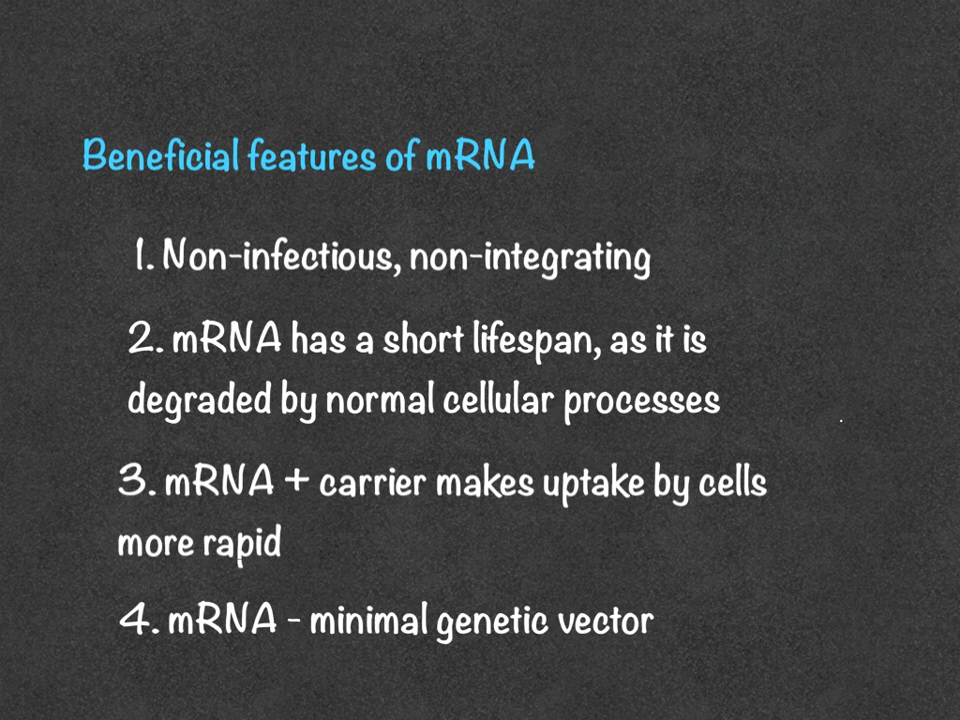 Beneficial features of mRNA
1. Non-infectious, non-integrating
2. mRNA has a short lifespan, as it is
degraded by normal cellular processes
3. mRNA + carrier makes uptake by cells
more rapid
4. mRNA - minimal genetic vector